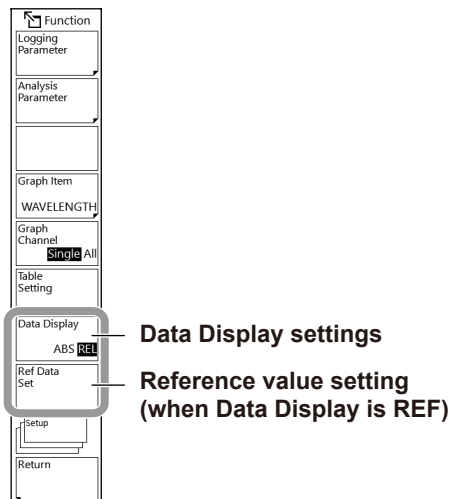 Function
Logging
Parameter
Analysis
Parameter
Graph Item
WAVELENGTH
Graph
Channel
Single All
Table
Setting
Data Display
ABS REL
Ref Data
Set
Setup
Return
Data Display settings
Reference value setting
(when Data Display is REF)